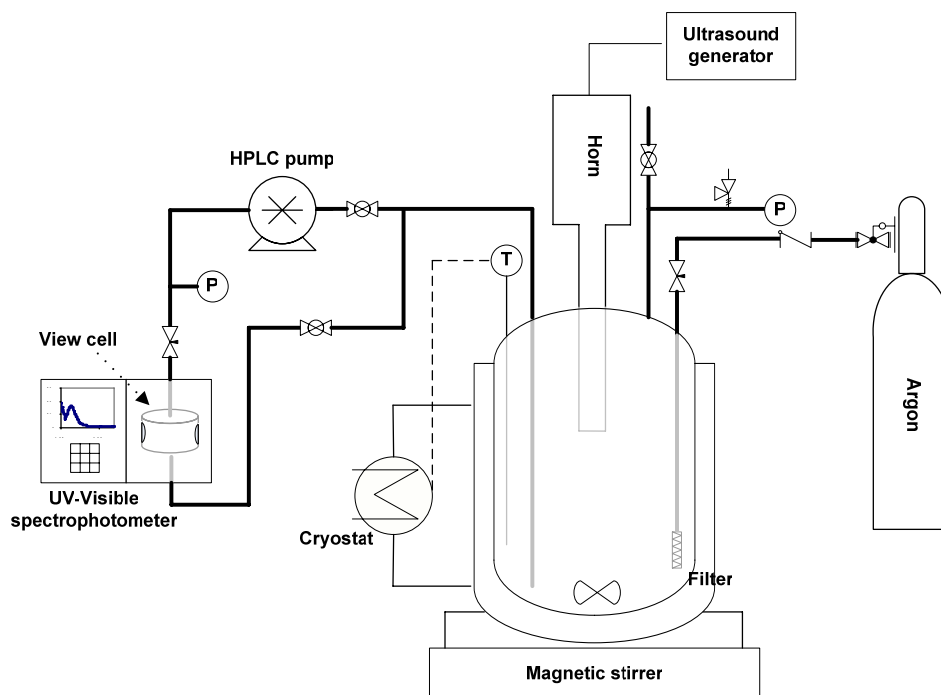 Ultrasound
generator
Horn
HPLC pump
P
P
T
View cell
Argon
UV-Visible
spectrophotometer
Cryostat
Filter
Magnetic stirrer